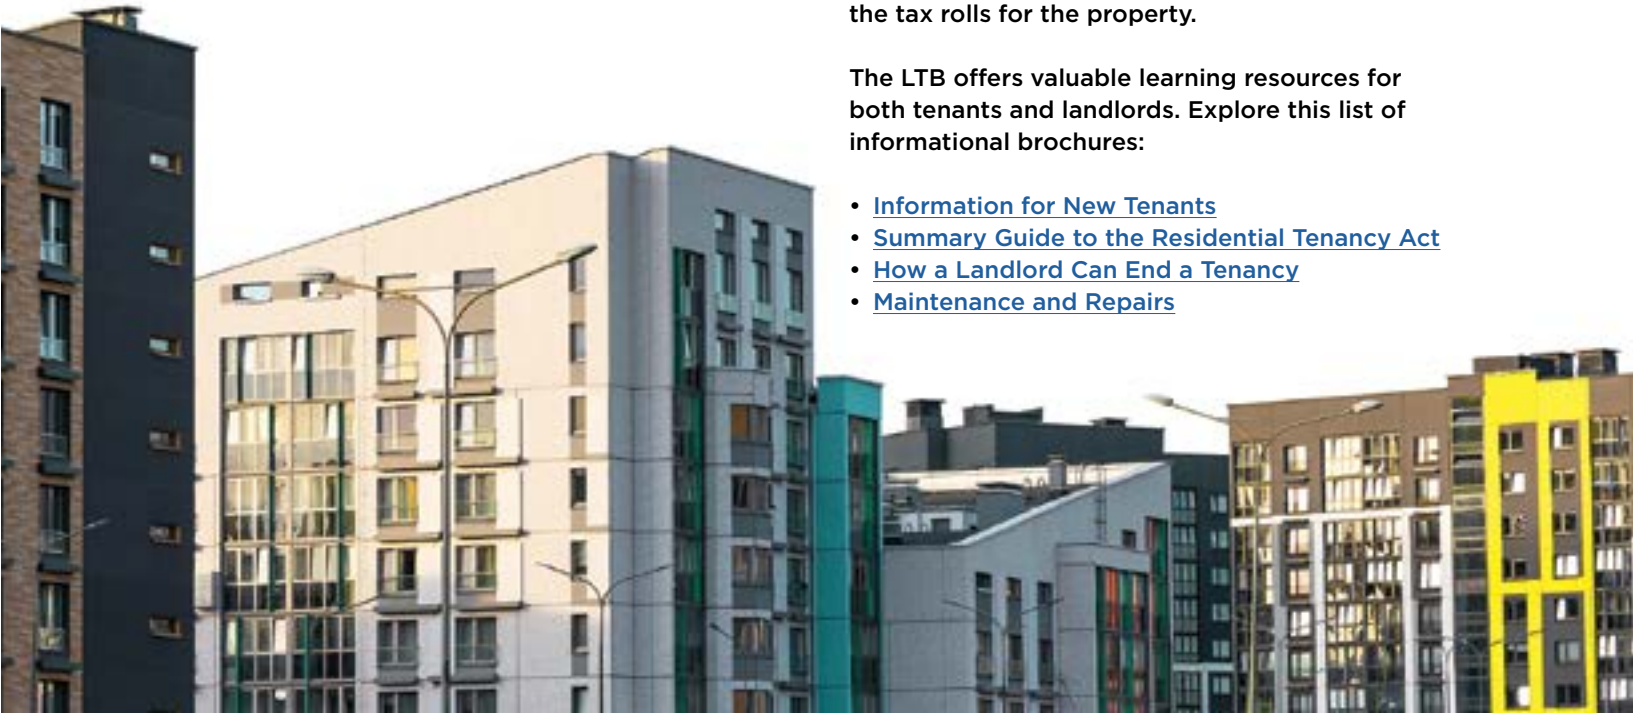 the tax rolls for the property.
The LTB offers valuable learning resources for
both tenants and landlords. Explore this list of
informational brochures:
• Information for New Tenants
• Summary Guide to the Residential Tenancy Act
• How a Landlord Can End a Tenancy
• Maintenance and Repairs